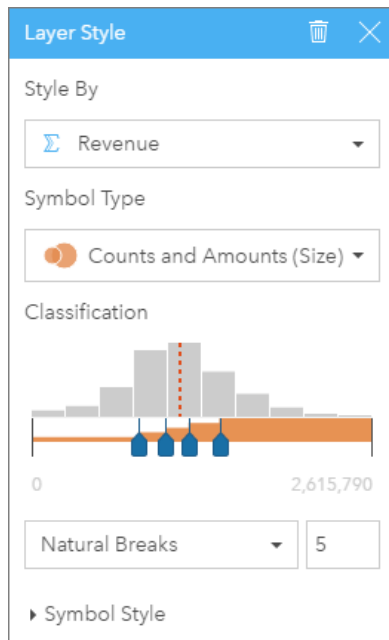 Layer Style
Style By
Revenue
Symbol Type
Counts and Amounts (Size)
Classification
0 2,615,790
Natural Breaks 5
Symbol Style